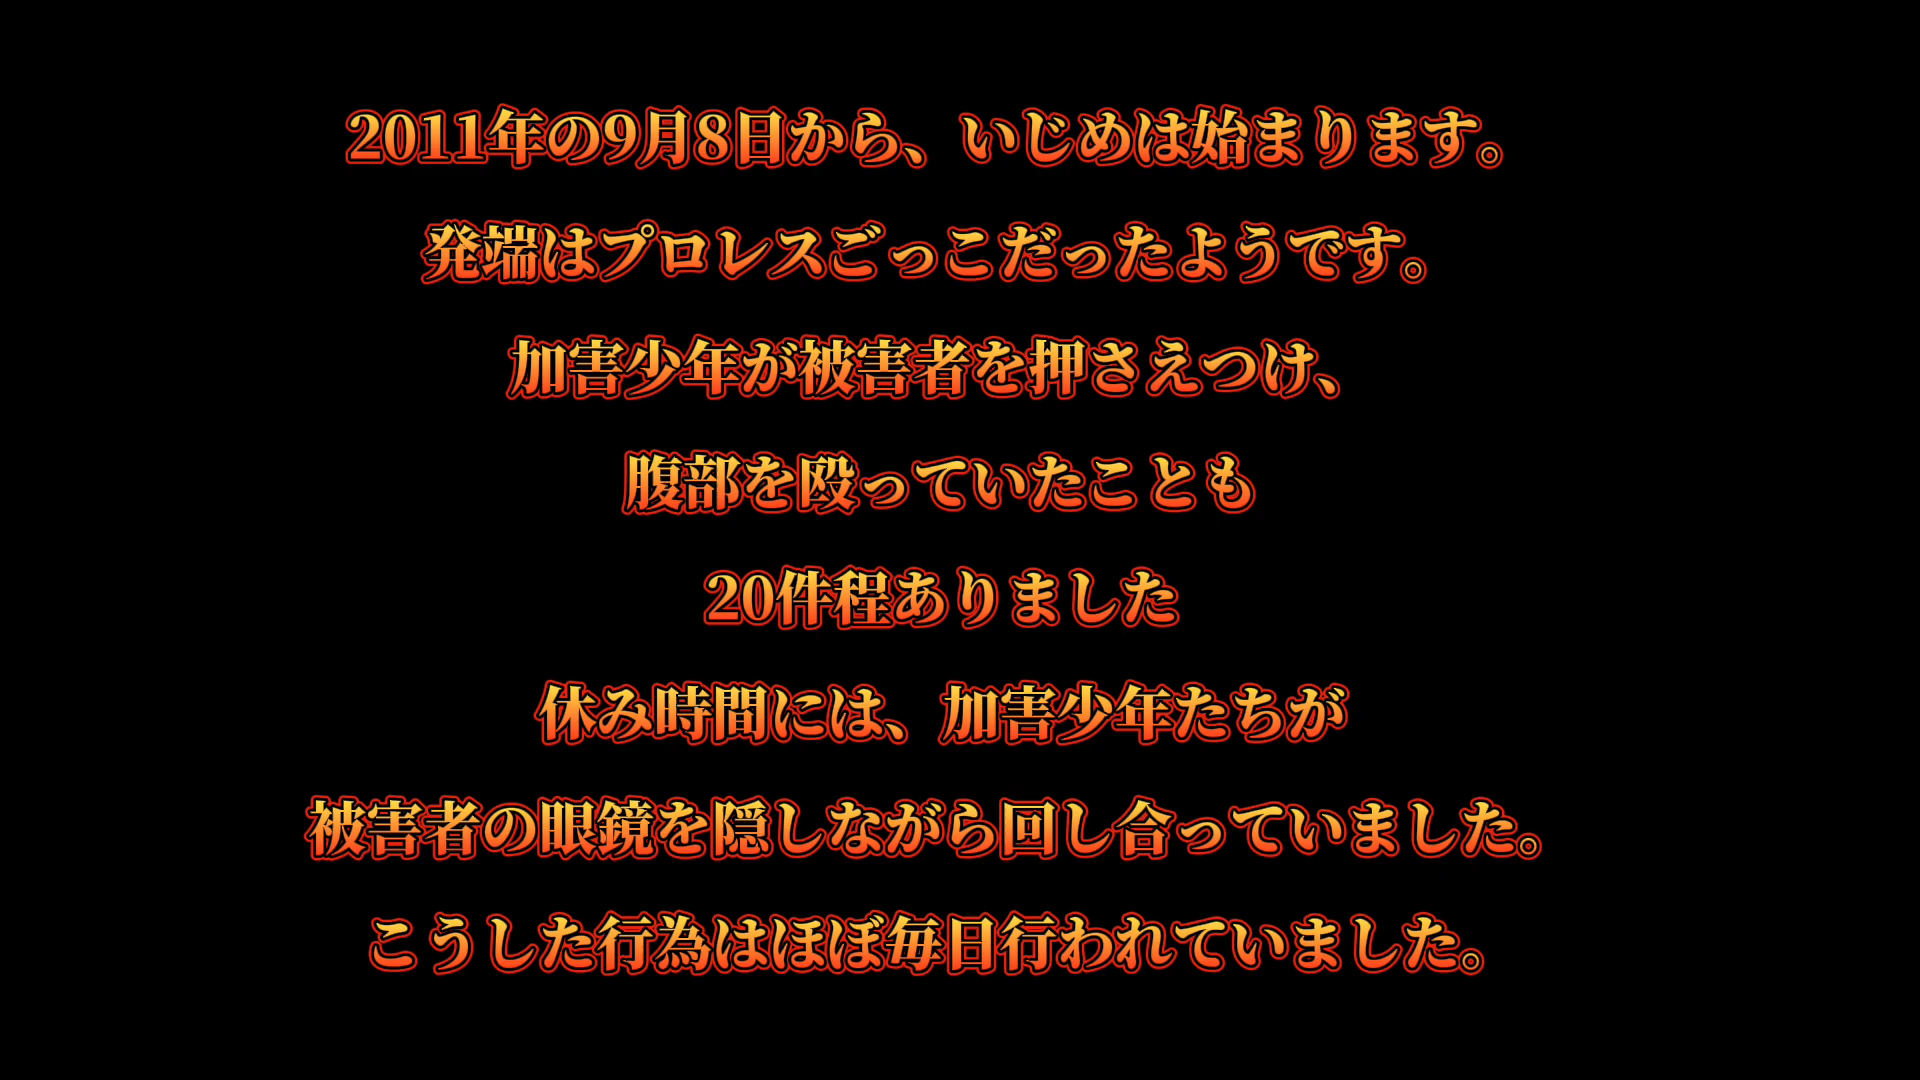 2011年の9月8日から、いじめは始まります。
発端はプロレスごっこだったようです。
加害少年が被害者を押さえつけ、
腹部を殴っていたことも
20件程ありました
休み時間には、加害少年たちが
被害者の眼鏡を隠しながら回し合っていました。
こうした行為はほぼ毎日行われていました。